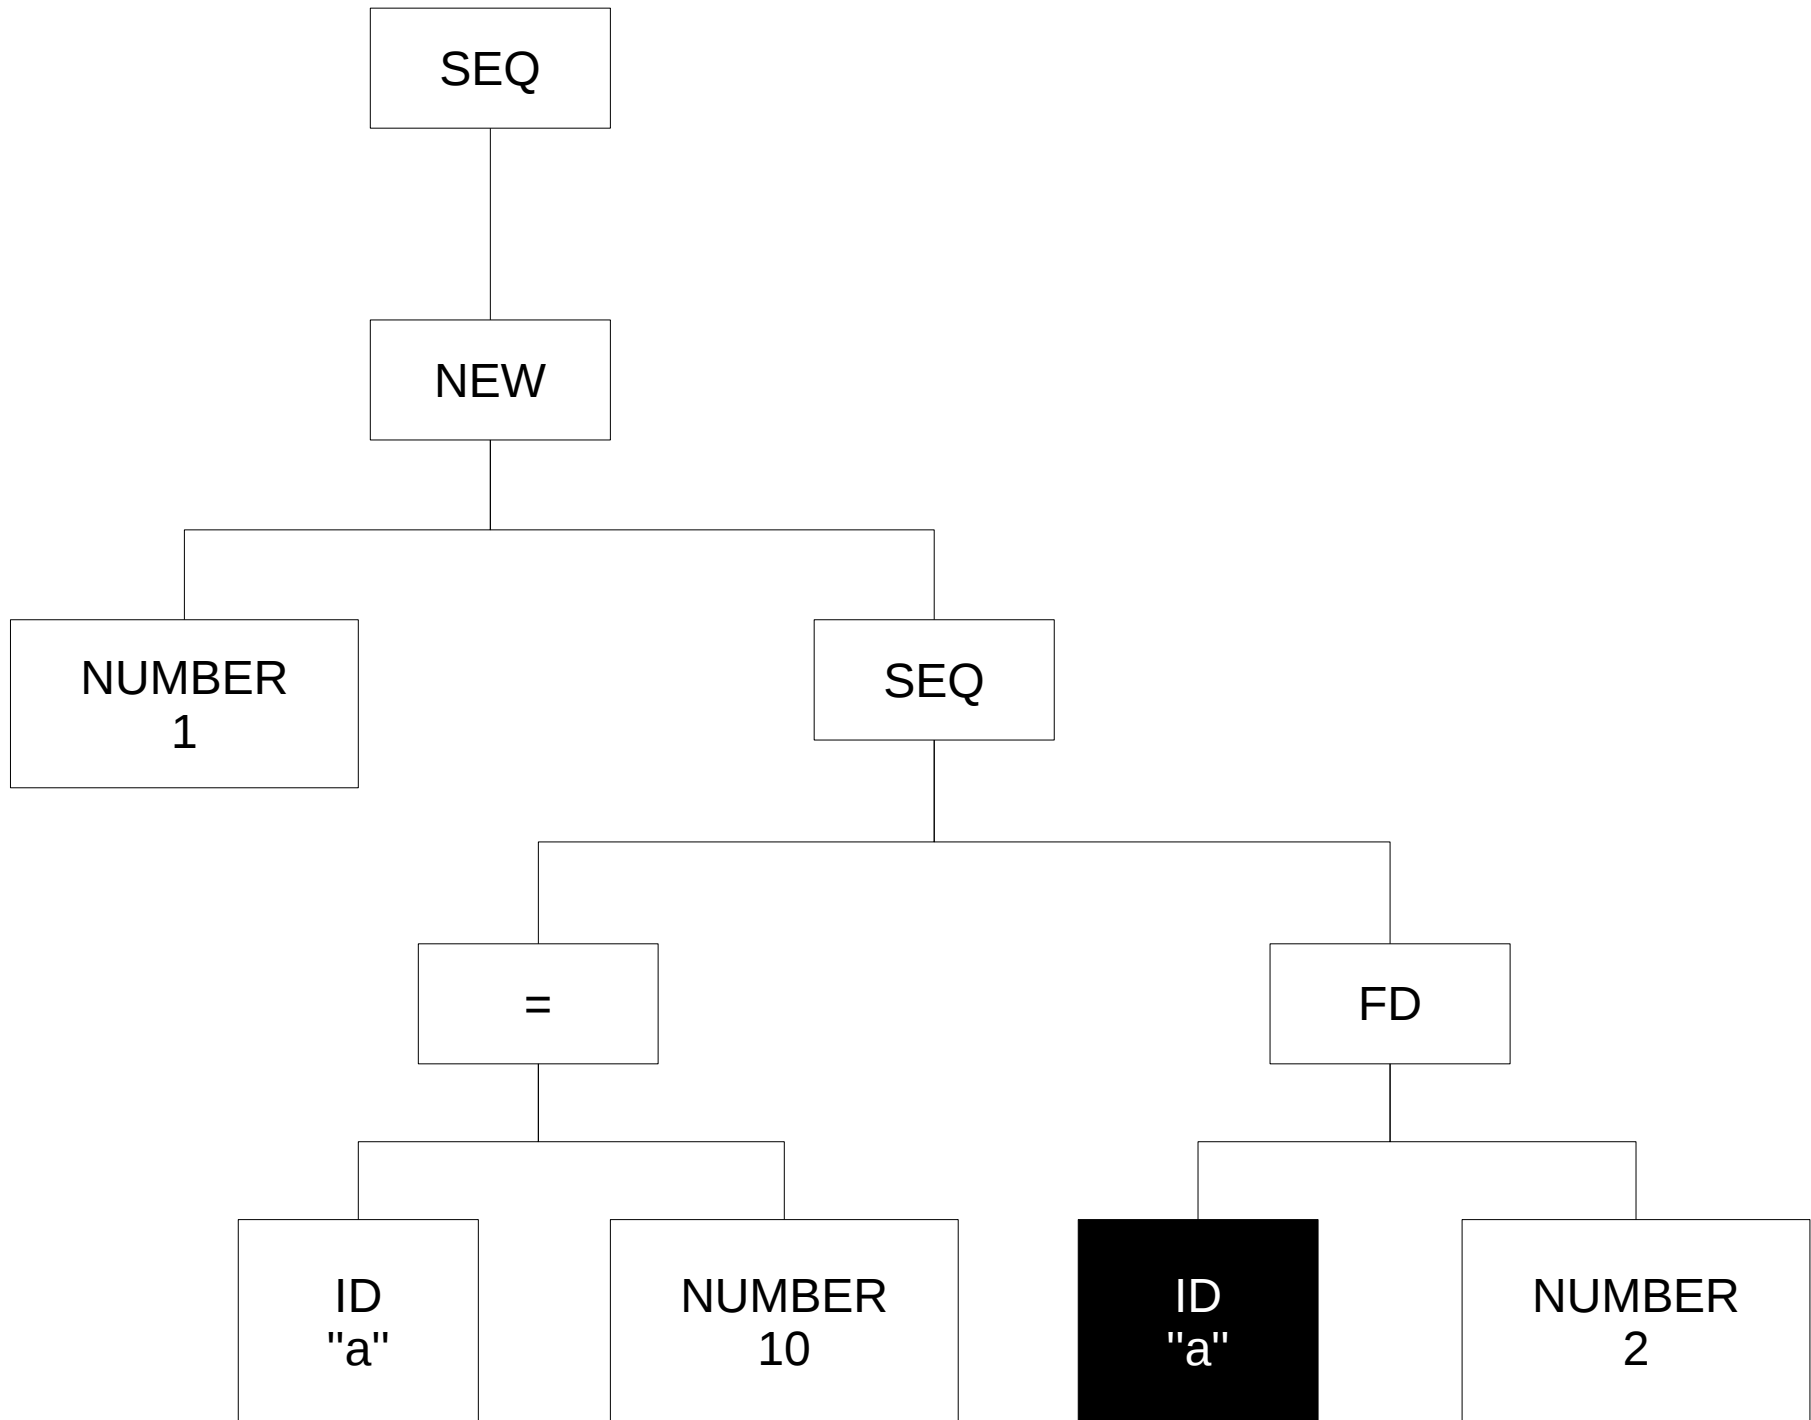 SEQ
NEW
NUMBER
1
SEQ
=
FD
ID
"a"
NUMBER
10
ID
"a"
NUMBER
2